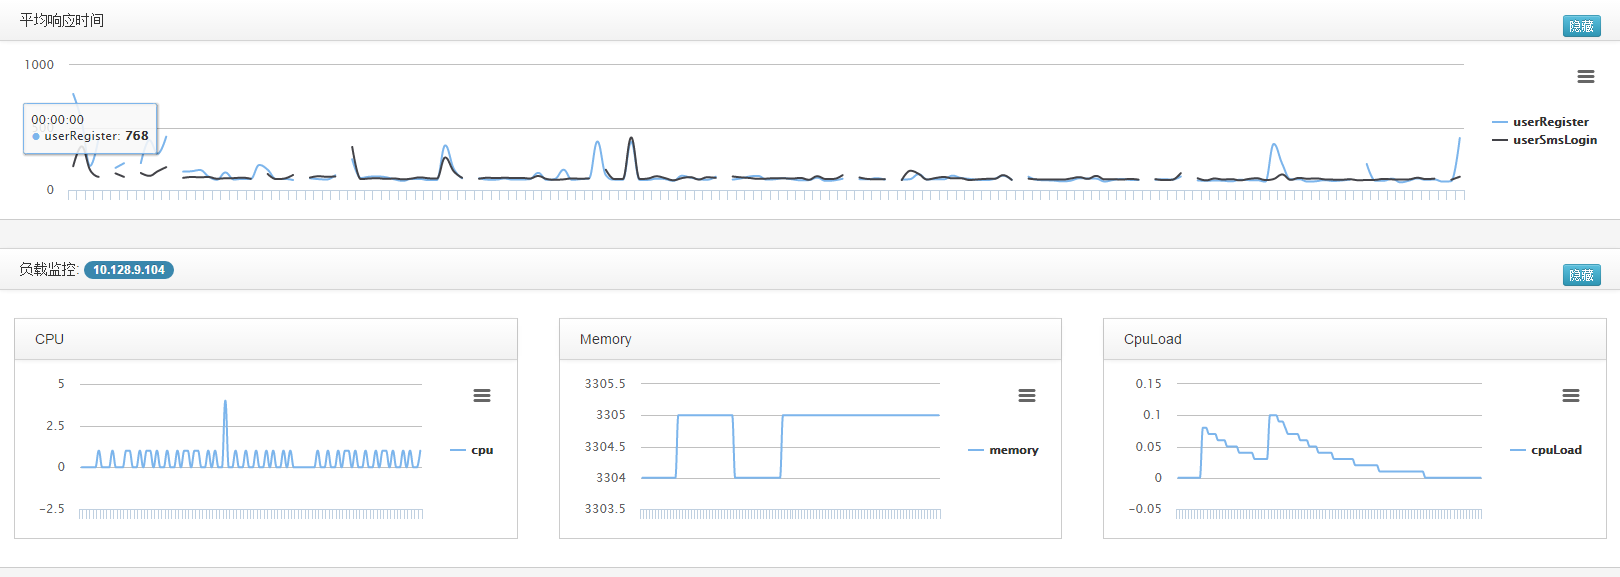 平均响应时间
隐藏
1000
500
0
00:00:00
userRegister: 768
userRegister
userSmsLogin
负载监控: 10.128.9.104
隐藏
CPU
5
2.5
0
−2.5
cpu
Memory
3305.5
3305
3304.5
3304
3303.5
memory
CpuLoad
0.15
0.1
0.05
0
−0.05
cpuLoad